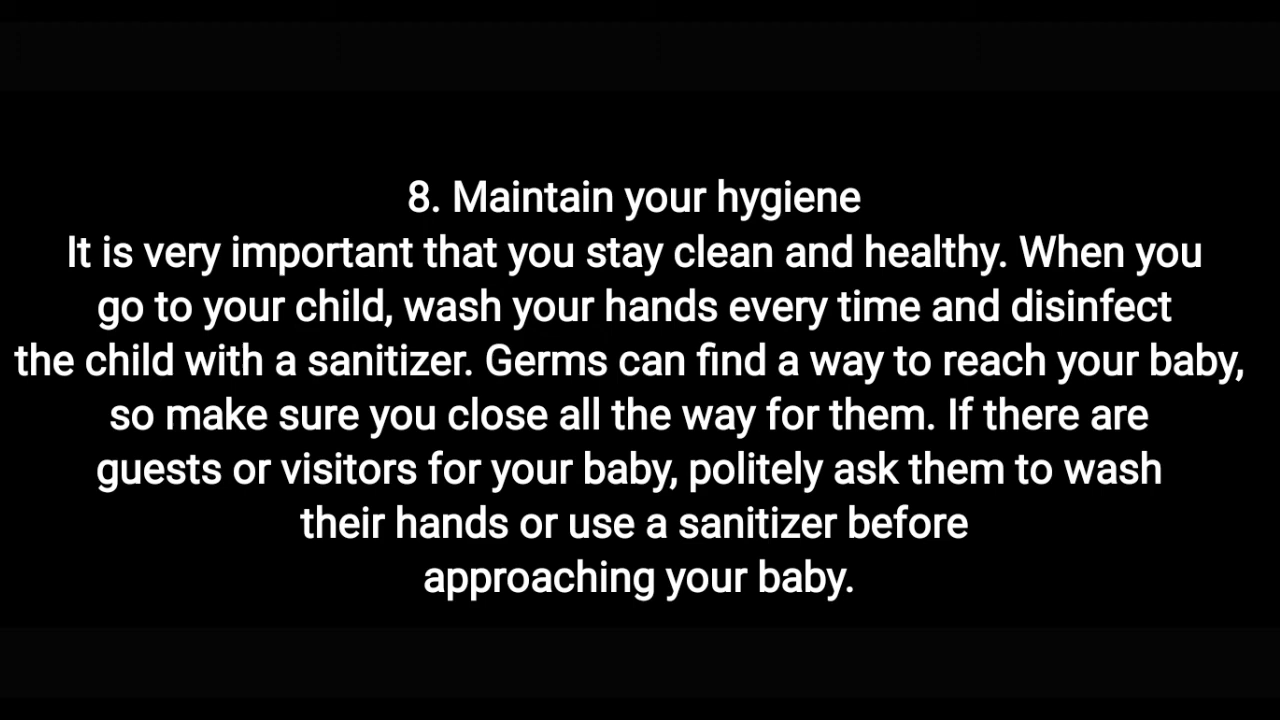 8. Maintain your hygiene
It is very important that you stay clean and healthy. When you
go to your child, wash your hands every time and disinfect
the child with a sanitizer. Germs can find a way to reach your baby,
so make sure you close all the way for them. If there are
guests or visitors for your baby, politely ask them to wash
their hands or use a sanitizer before
approaching your baby.